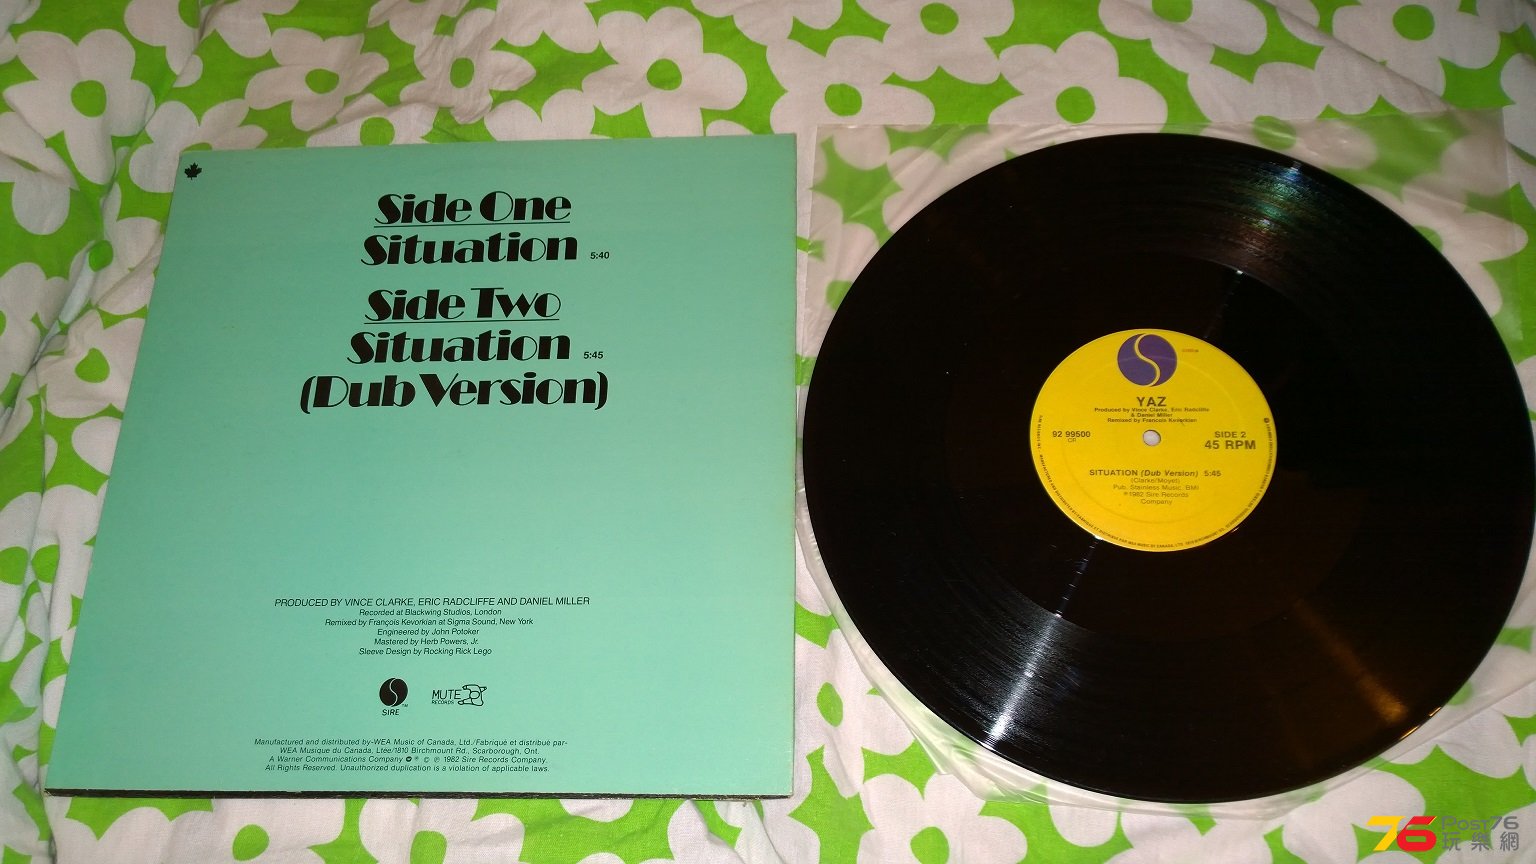 Side One
Situation 5:40
Side Two
Situation 5:45
(Dub Version)
PRODUCED BY VINCE CLARKE, ERIC RADCLIFFE AND DANIEL MILLER
Recorded at Blackwing Studios, London
Remixed by François Kevorkian at Sigma Sound, New York
Engineered by John Potoker
Mastered by Herb Powers, Jr.
Sleeve Design by Rocking Rick Lego
SIRE
TM
MUTE
RECORDS
Manufactured and distributed by-WEA Music of Canada, Ltd./Fabriqué et distribué par-
WEA Musique du Canada, Ltee/1810 Birchmount Rd., Scarborough, Ont.
A Warner Communications Company ® © ℗ 1982 Sire Records Company.
All Rights Reserved. Unauthorized duplication is a violation of applicable laws.
YAZ
Produced by Vince Clarke, Eric Radcliffe
& Daniel Miller
Remixed by Francois Kevorkian
92 99500
SIDE 2
45 RPM
SITUATION (Dub Version) 5:45
(Clarke/Moyet)
Pub. Stainless Music, BMI
℗1982 Sire Records
Company
76 Post76
玩樂網